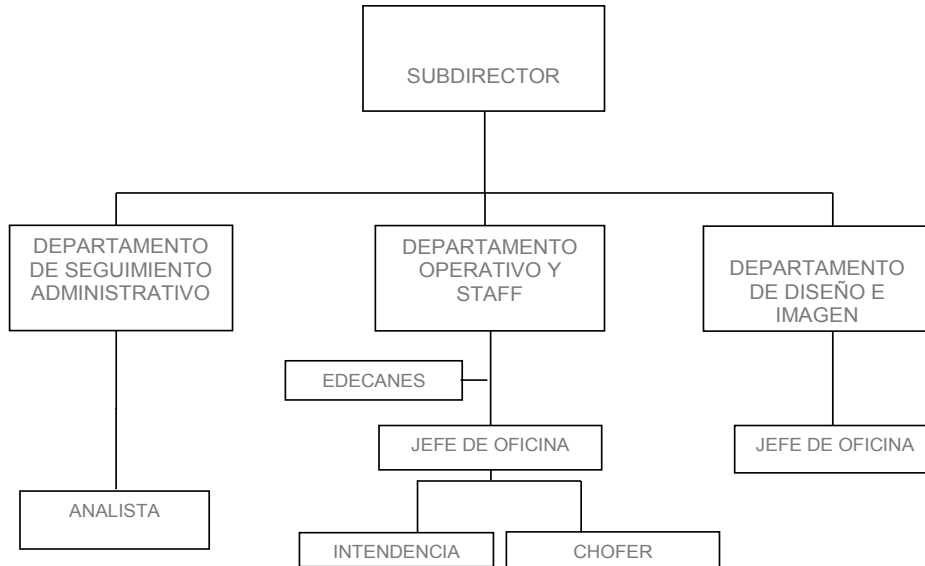 SUBDIRECTOR
DEPARTAMENTO
DE SEGUIMIENTO
ADMINISTRATIVO
DEPARTAMENTO
OPERATIVO Y
STAFF
DEPARTAMENTO
DE DISEÑO E
IMAGEN
EDECANES
JEFE DE OFICINA
JEFE DE OFICINA
ANALISTA
INTENDENCIA
CHOFER